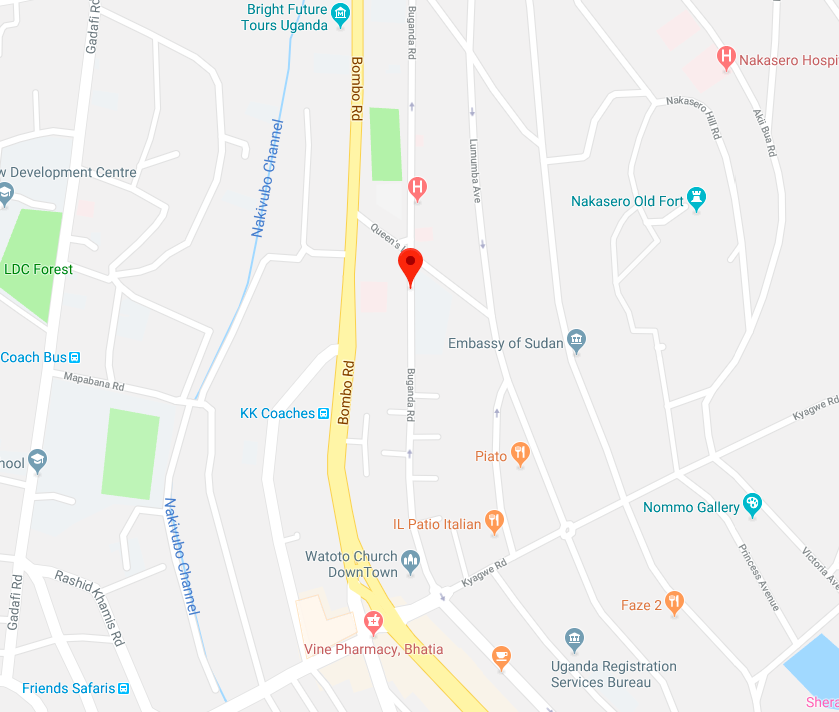 Bright Future
Tours Uganda
Gadafi Rd
Buganda Rd
Bombo Rd
Nakasero Hospi
Nakasero Hill Rd
Akii Bua Rd
Nakivubo Channel
Lumumba Ave
w Development Centre
Nakasero Old Fort
Queen's
LDC Forest
Embassy of Sudan
Coach Bus
Mapabana Rd
Bombo Rd
Buganda Rd
KK Coaches
Kyagwe Rd
Piato
hool
Nommo Gallery
Nakivubo Channel
IL Patio Italian
Watoto Church
DownTown
Kyagwe Rd
Princess Avenue
Victoria Ave
Gadafi Rd
Rashid Khamis Rd
Faze 2
Vine Pharmacy, Bhatia
Uganda Registration
Services Bureau
Friends Safaris
Shera
H
H